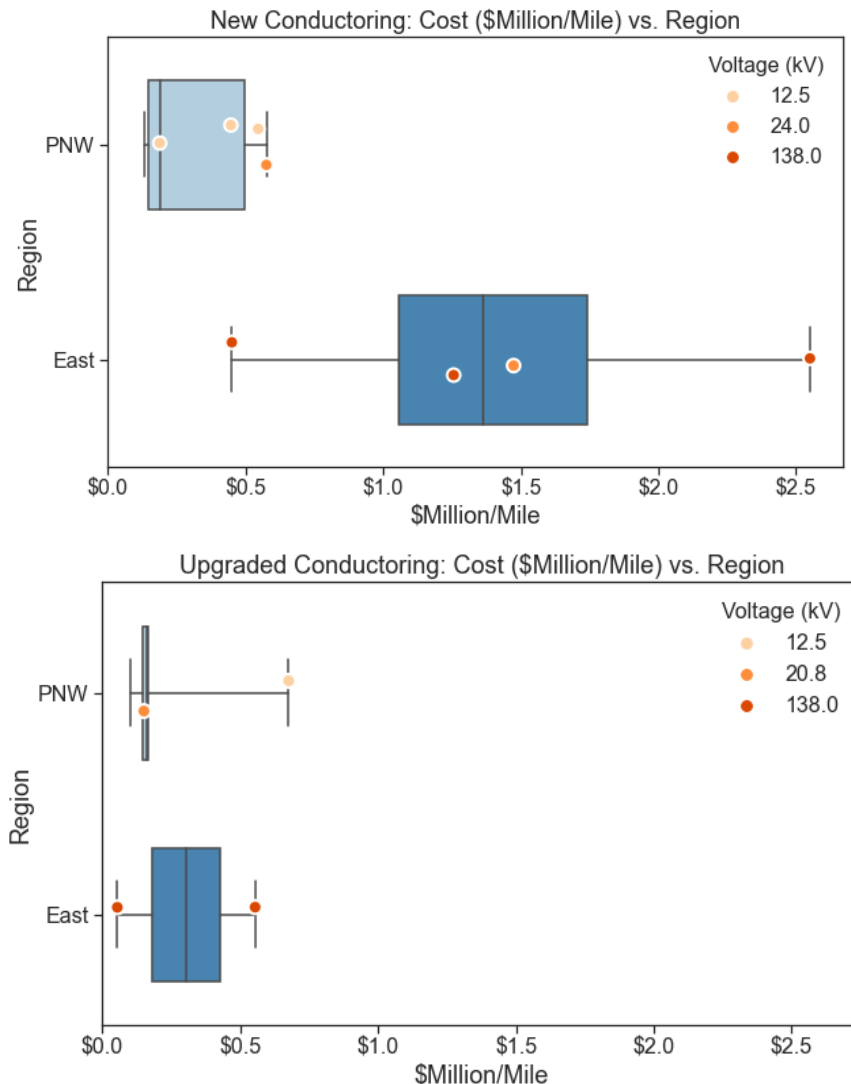 New Conductoring: Cost ($Million/Mile) vs. Region
Voltage (kV)
12.5
24.0
138.0
PNW
East
Region
$0.0 $0.5 $1.0 $1.5 $2.0 $2.5
$Million/Mile
Upgraded Conductoring: Cost ($Million/Mile) vs. Region
Voltage (kV)
12.5
20.8
138.0
PNW
East
Region
$0.0 $0.5 $1.0 $1.5 $2.0 $2.5
$Million/Mile